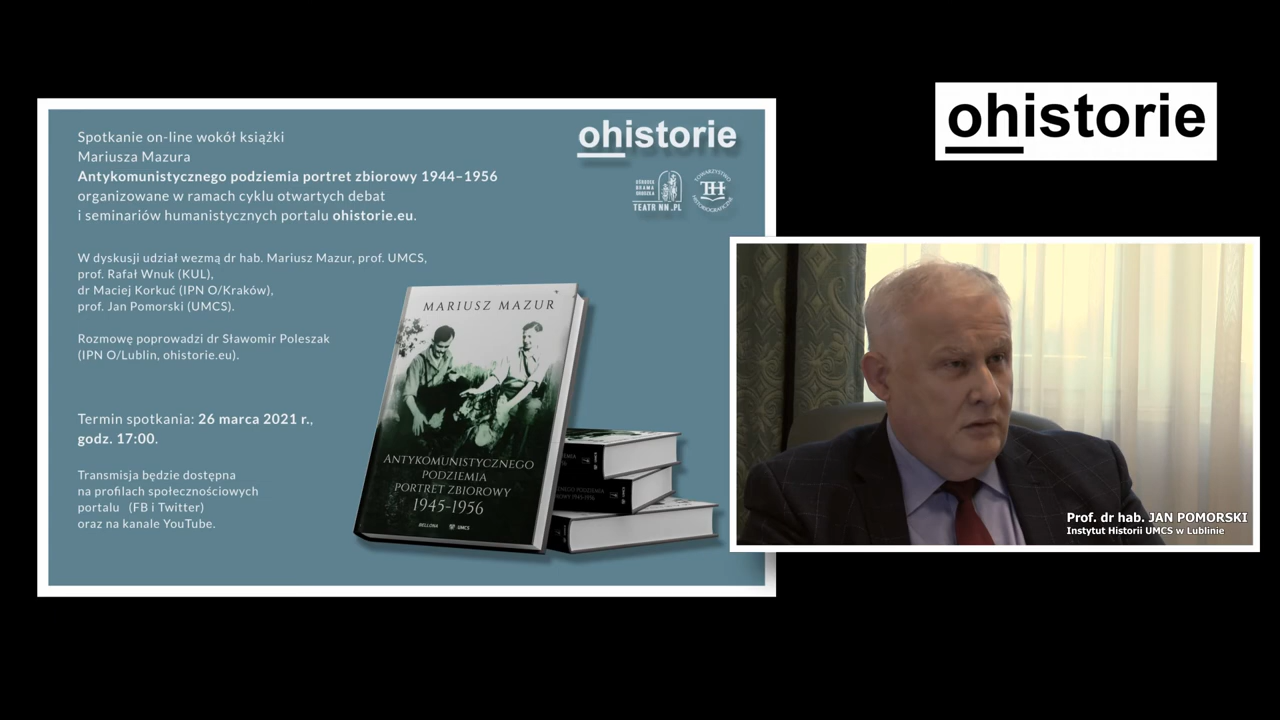 Spotkanie on-line wokół książki
Mariusza Mazura
Antykomunistycznego podziemia portret zbiorowy 1944–1956
organizowane w ramach cyklu otwartych debat
i seminariów humanistycznych portalu ohistorie.eu.
W dyskusji udział wezmą dr hab. Mariusz Mazur, prof. UMCS,
prof. Rafał Wnuk (KUL),
dr Maciej Korkuć (IPN O/Kraków),
prof. Jan Pomorski (UMCS).
Rozmowę poprowadzi dr Sławomir Poleszak
(IPN O/Lublin, ohistorie.eu).
Termin spotkania: 26 marca 2021 r.,
godz. 17:00.
Transmisja będzie dostępna
na profilach społecznościowych
portalu (FB i Twitter)
oraz na kanale YouTube.
ohistorie
TEATR NN .PL
TH
MARIUSZ MAZUR
ANTYKOMUNISTYCZNEGO
PODZIEMIA
PORTRET ZBIOROWY
1945-1956
BELLONA UMCS
ohistorie
Prof. dr hab. JAN POMORSKI
Instytut Historii UMCS w Lublinie